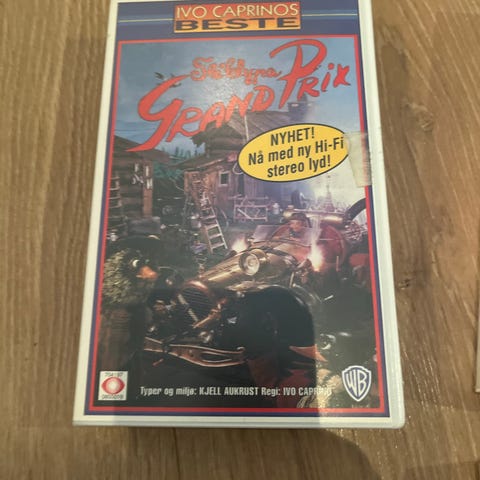 IVO CAPRINOS
BESTE
Flåklypa
GRAND PRIX
NYHET!
Nå med ny Hi-Fi
stereo lyd!
Typer og miljø: KJELL AUKRUST Regi: IVO CAPRINO
WB